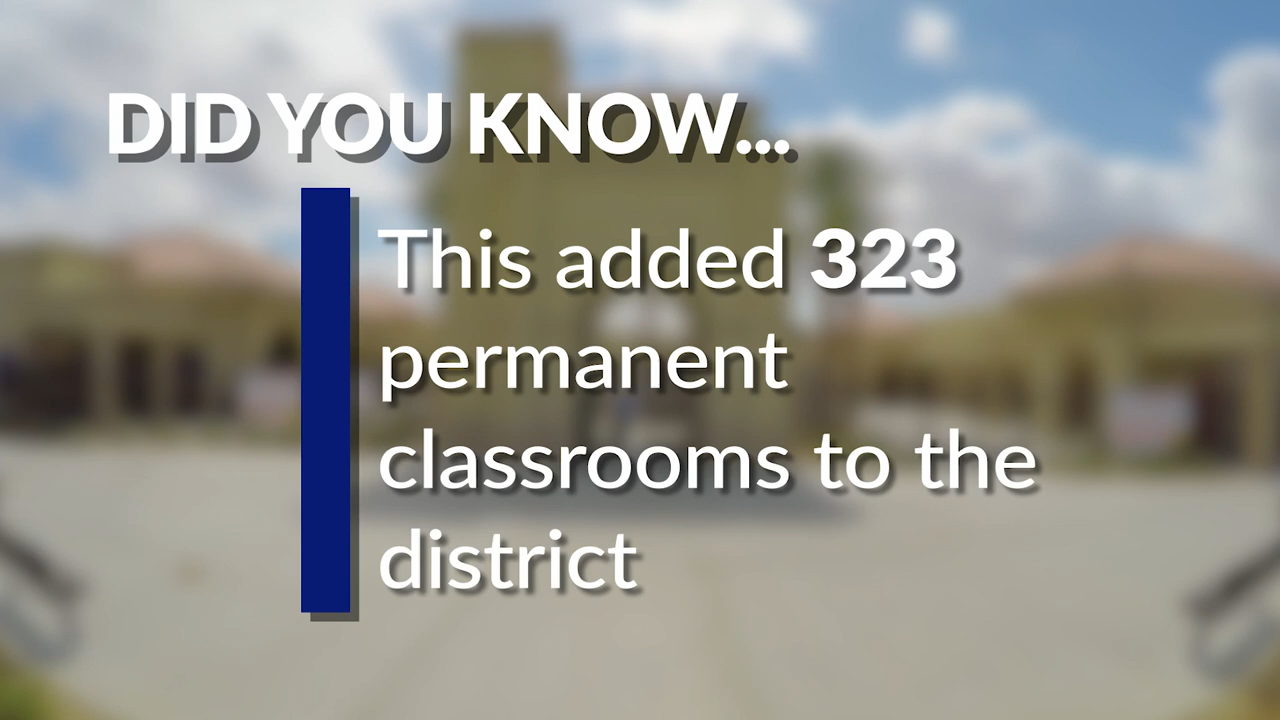 DID YOU KNOW...
This added 323
permanent
classrooms to the
district